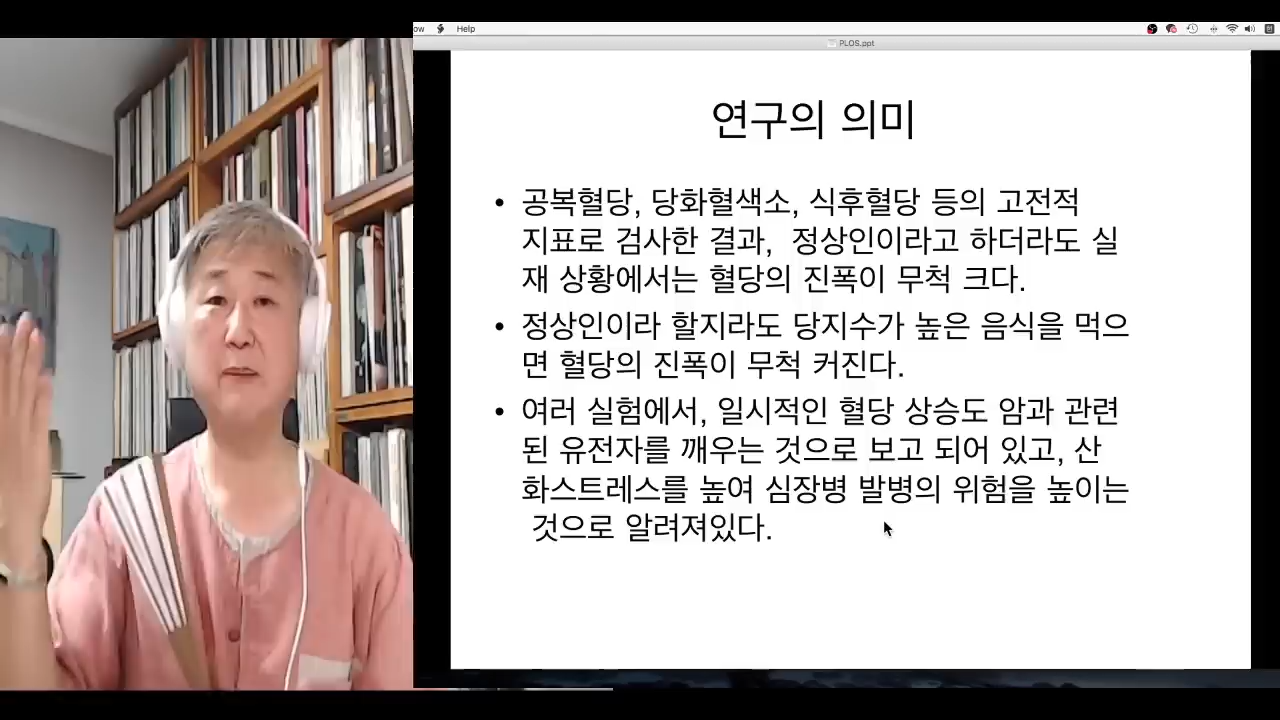 ow Help
PLOS.ppt
연구의 의미
• 공복혈당, 당화혈색소, 식후혈당 등의 고전적
지표로 검사한 결과, 정상인이라고 하더라도 실
재 상황에서는 혈당의 진폭이 무척 크다.
• 정상인이라 할지라도 당지수가 높은 음식을 먹으
면 혈당의 진폭이 무척 커진다.
• 여러 실험에서, 일시적인 혈당 상승도 암과 관련
된 유전자를 깨우는 것으로 보고 되어 있고, 산
화스트레스를 높여 심장병 발병의 위험을 높이는
것으로 알려져있다.